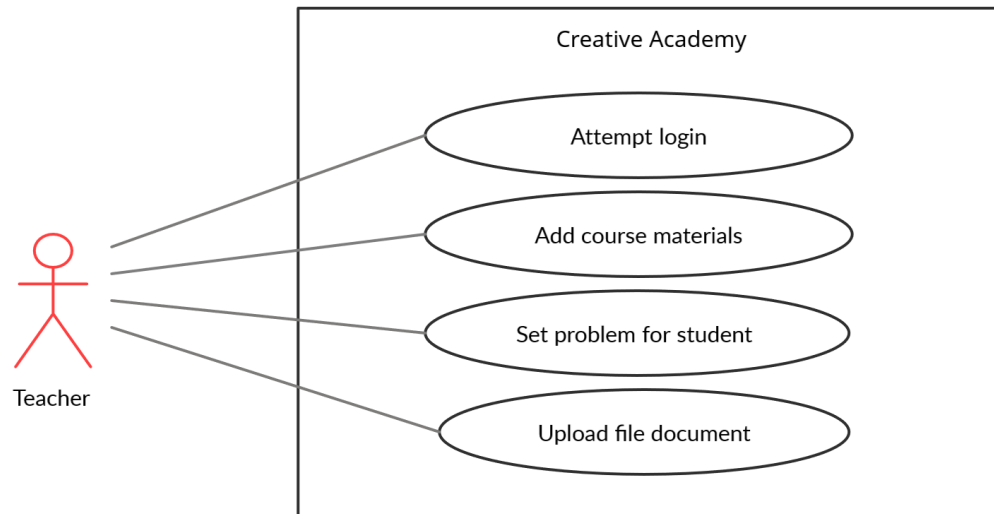 Creative Academy
Attempt login
Add course materials
Set problem for student
Upload file document
Teacher